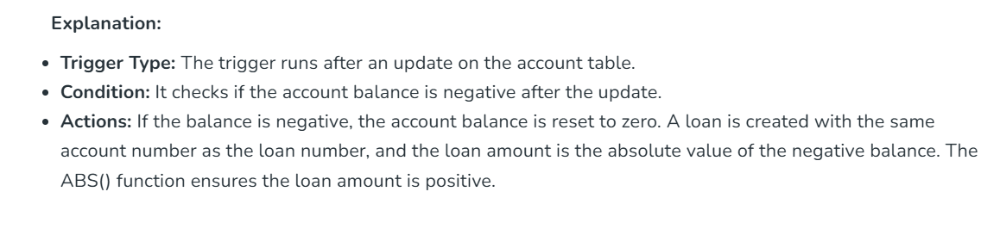 Explanation:
• Trigger Type: The trigger runs after an update on the account table.
• Condition: It checks if the account balance is negative after the update.
• Actions: If the balance is negative, the account balance is reset to zero. A loan is created with the same
account number as the loan number, and the loan amount is the absolute value of the negative balance. The
ABS() function ensures the loan amount is positive.